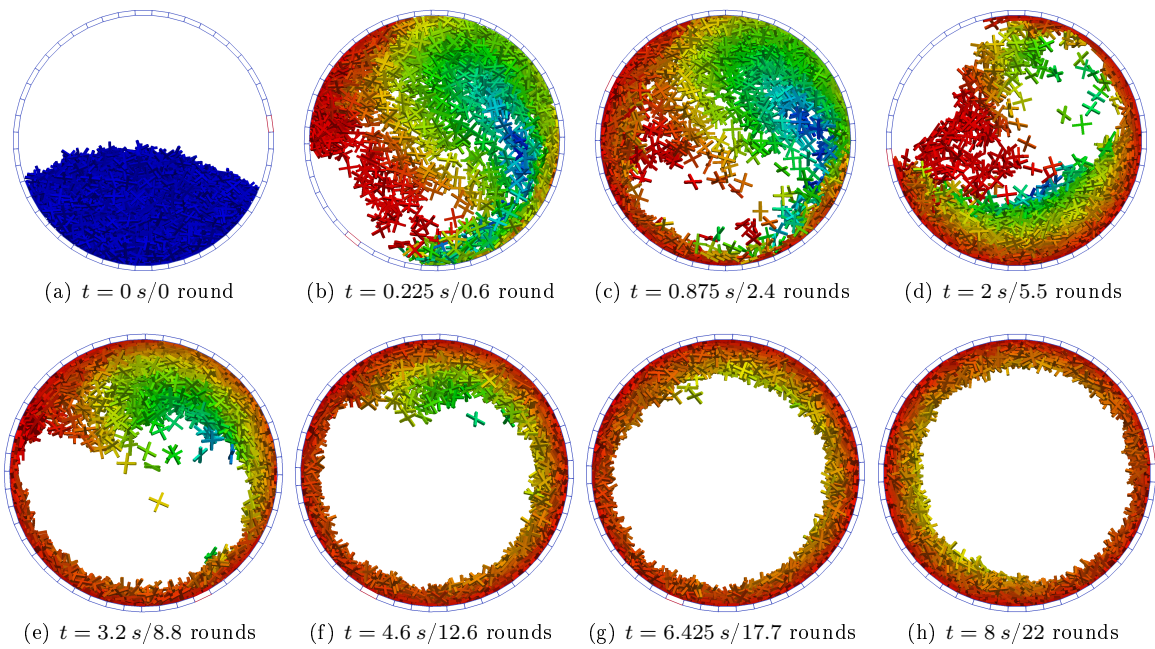 (a) t = 0 s/0 round
(b) t = 0.225 s/0.6 round
(c) t = 0.875 s/2.4 rounds
(d) t = 2 s/5.5 rounds
(e) t = 3.2 s/8.8 rounds
(f) t = 4.6 s/12.6 rounds
(g) t = 6.425 s/17.7 rounds
(h) t = 8 s/22 rounds